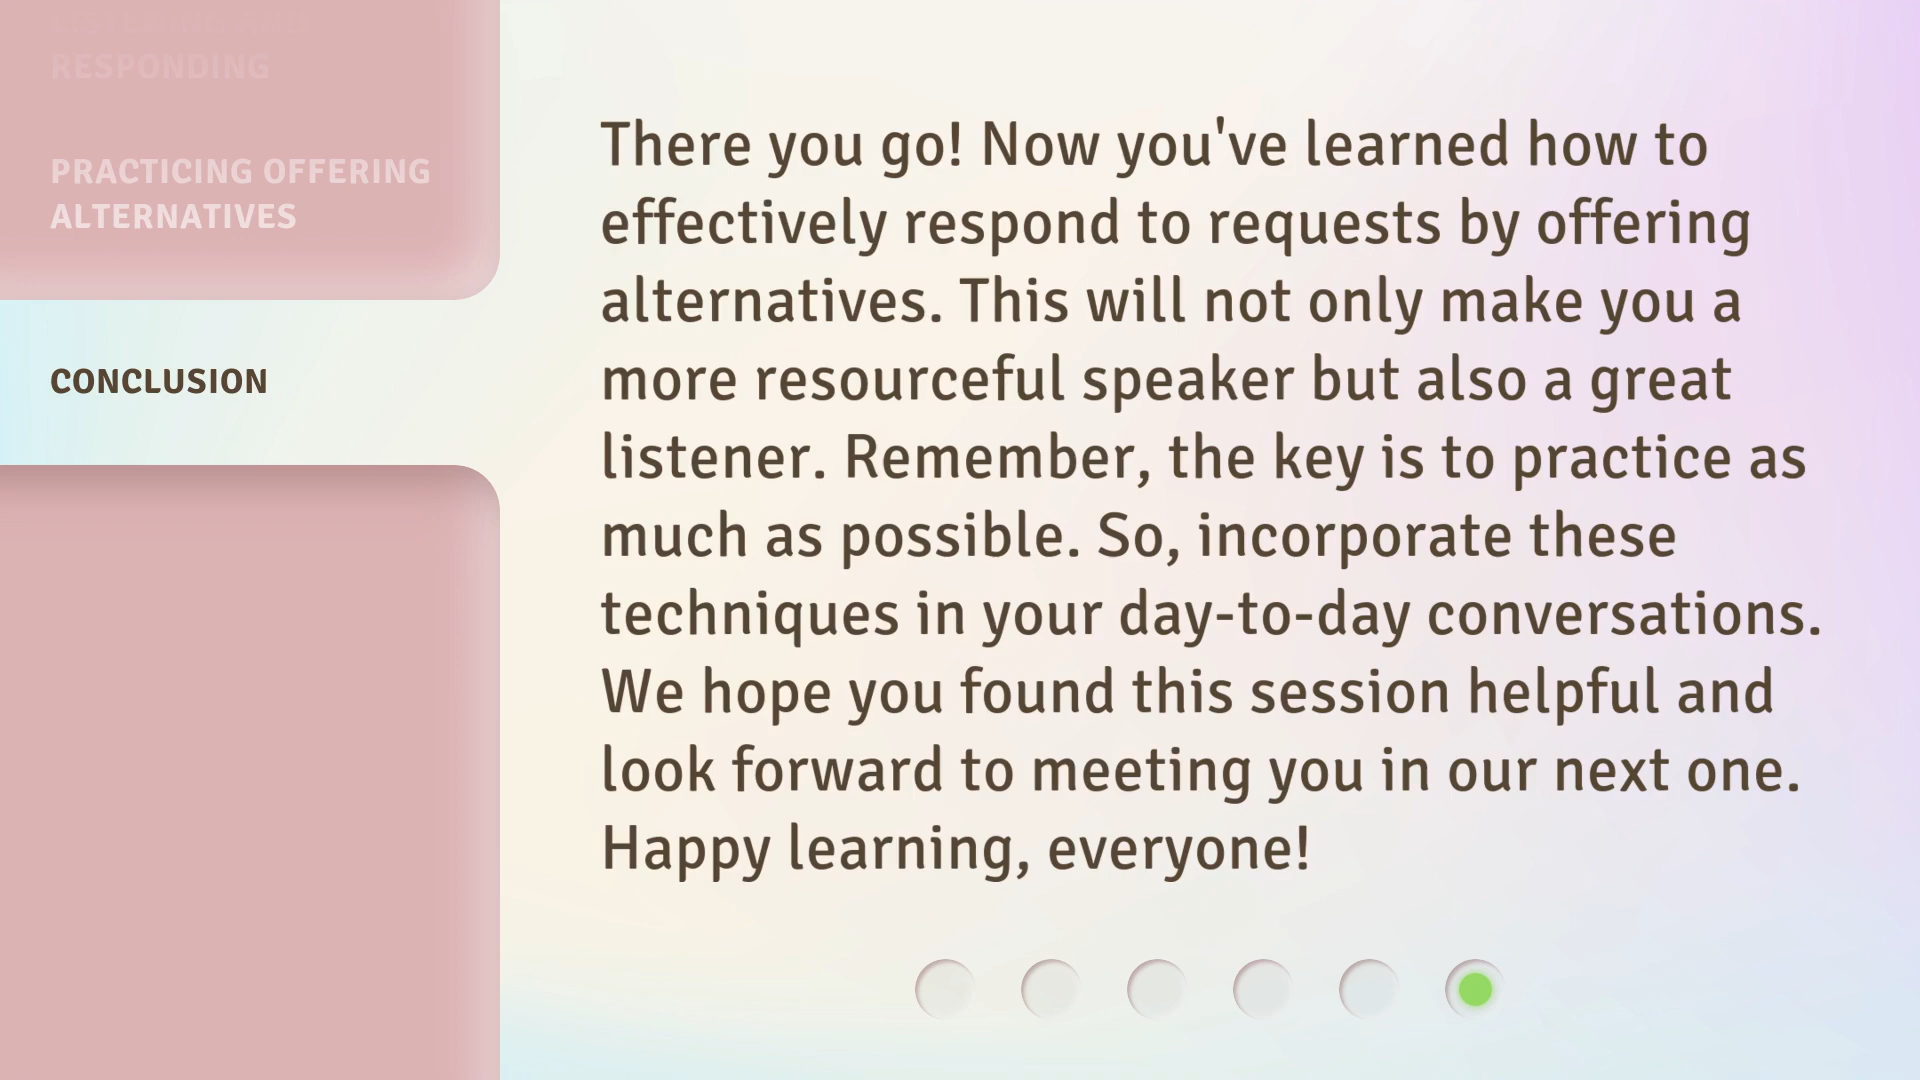 LISTENING AND
RESPONDING
PRACTICING OFFERING
ALTERNATIVES
CONCLUSION
There you go! Now you've learned how to
effectively respond to requests by offering
alternatives. This will not only make you a
more resourceful speaker but also a great
listener. Remember, the key is to practice as
much as possible. So, incorporate these
techniques in your day-to-day conversations.
We hope you found this session helpful and
look forward to meeting you in our next one.
Happy learning, everyone!